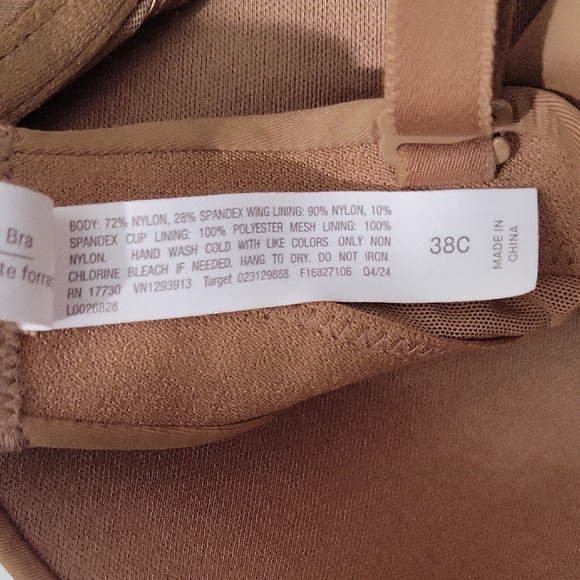 Bra
te forra
BODY: 72% NYLON, 28% SPANDEX WING LINING: 90% NYLON, 10%
SPANDEX CUP LINING: 100% POLYESTER MESH LINING: 100%
NYLON. HAND WASH COLD WITH LIKE COLORS. ONLY NON
CHLORINE BLEACH IF NEEDED. HANG TO DRY. DO NOT IRON.
RN 17730 VN1293913 Target 023129868 F16827106 04/24
L0026828
38C
MADE IN
CHINA